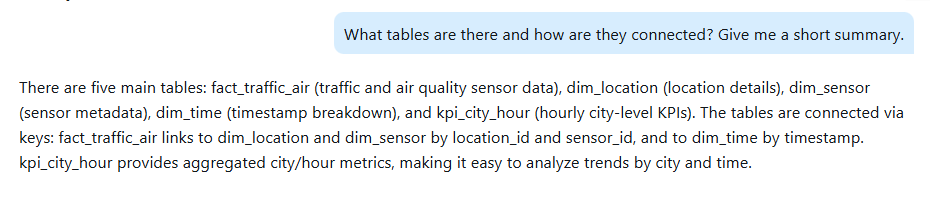 What tables are there and how are they connected? Give me a short summary.
There are five main tables: fact_traffic_air (traffic and air quality sensor data), dim_location (location details), dim_sensor
(sensor metadata), dim_time (timestamp breakdown), and kpi_city_hour (hourly city-level KPIs). The tables are connected via
keys: fact_traffic_air links to dim_location and dim_sensor by location_id and sensor_id, and to dim_time by timestamp.
kpi_city_hour provides aggregated city/hour metrics, making it easy to analyze trends by city and time.